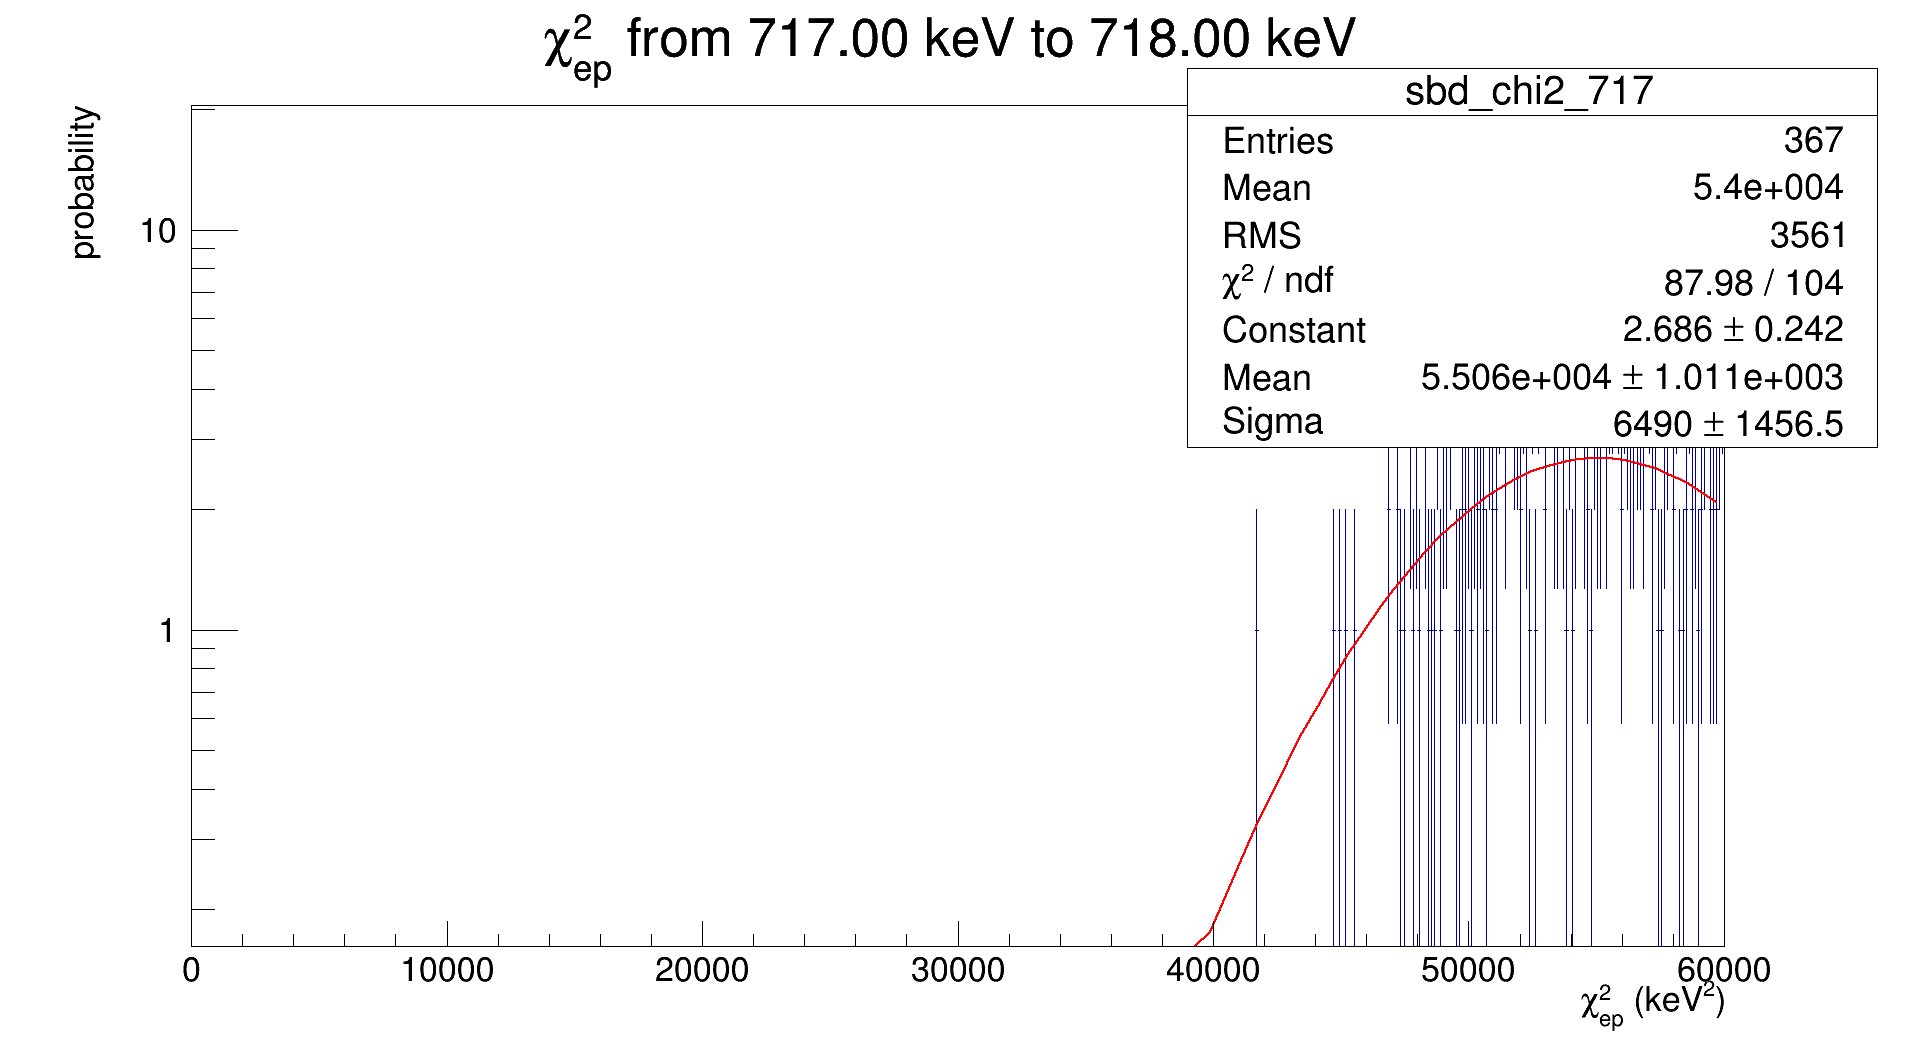 χ²ep from 717.00 keV to 718.00 keV
sbd_chi2_717
Entries 367
Mean 5.4e+004
RMS 3561
χ² / ndf 87.98 / 104
Constant 2.686 ± 0.242
Mean 5.506e+004 ± 1.011e+003
Sigma 6490 ± 1456.5
probability
10
1
0 10000 20000 30000 40000 50000 60000
χ²ep (keV²)